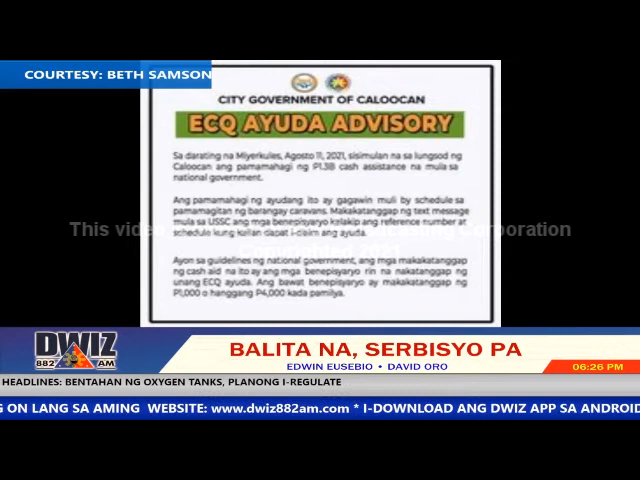 COURTESY: BETH SAMSON
CITY GOVERNMENT OF CALOOCAN
ECQ AYUDA ADVISORY
Sa darating na Miyerkules, Agosto 11, 2021, sisimulan na sa lungsod ng
Caloocan ang pamamahagi ng P1.3B cash assistance na mula sa
national government.
Ang pamamahagi ng ayudang ito ay gagawin muli by schedule sa
pamamagitan ng barangay caravans. Makakatanggap ng text message
mula sa USSC ang mga benepisyaryo kelakip ang reference number at
schedule kung kailan dapat i-claim ang ayuda.
This video
Corporation
Copyrighted 2021
Ayon sa guidelines ng national government, ang mga makakatanggap
ng cash aid na ito ay ang mga benepisyaryo rin na nakatanggap ng
unang ECQ ayuda. Ang bawat benepisyaryo ay makakatanggap ng
P1,000 o hanggang P4,000 kada pamilya.
DWIZ
882 AM
BALITA NA, SERBISYO PA
EDWIN EUSEBIO • DAVID ORO
06:26 PM
HEADLINES: BENTAHAN NG OXYGEN TANKS, PLANONG I-REGULATE
G ON LANG SA AMING WEBSITE: www.dwiz882am.com * I-DOWNLOAD ANG DWIZ APP SA ANDROID